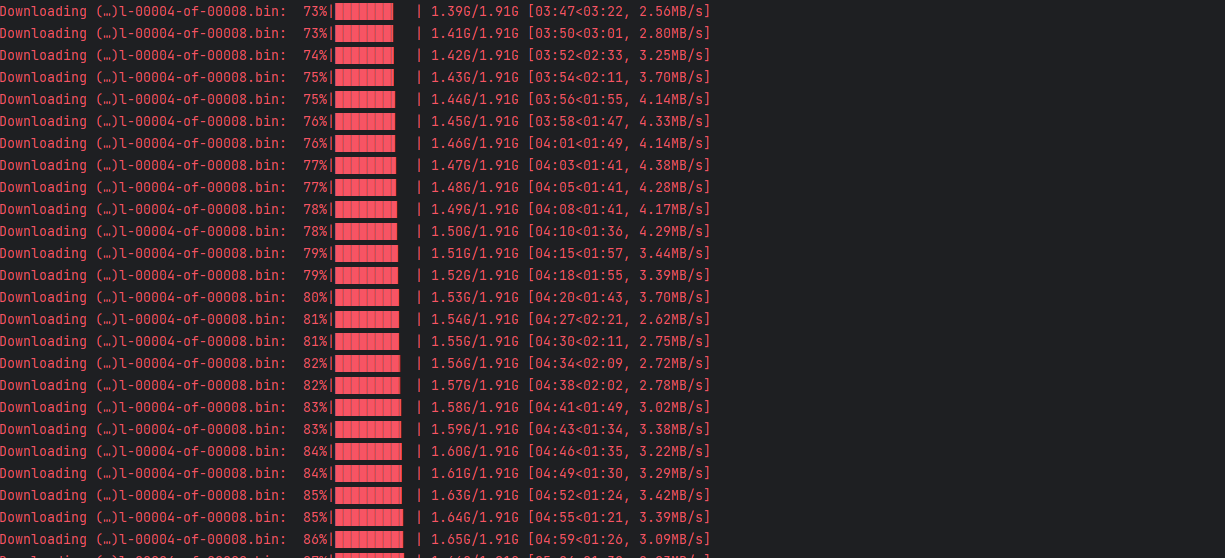 Downloading (…)l-00004-of-00008.bin:  73%|███████▎  | 1.39G/1.91G [03:47<03:22, 2.56MB/s]
Downloading (…)l-00004-of-00008.bin:  73%|███████▎  | 1.41G/1.91G [03:50<03:01, 2.80MB/s]
Downloading (…)l-00004-of-00008.bin:  74%|███████▍  | 1.42G/1.91G [03:52<02:33, 3.25MB/s]
Downloading (…)l-00004-of-00008.bin:  75%|███████▍  | 1.43G/1.91G [03:54<02:11, 3.70MB/s]
Downloading (…)l-00004-of-00008.bin:  75%|███████▌  | 1.44G/1.91G [03:56<01:55, 4.14MB/s]
Downloading (…)l-00004-of-00008.bin:  76%|███████▌  | 1.45G/1.91G [03:58<01:47, 4.33MB/s]
Downloading (…)l-00004-of-00008.bin:  76%|███████▌  | 1.46G/1.91G [04:01<01:49, 4.14MB/s]
Downloading (…)l-00004-of-00008.bin:  77%|███████▋  | 1.47G/1.91G [04:03<01:41, 4.38MB/s]
Downloading (…)l-00004-of-00008.bin:  77%|███████▋  | 1.48G/1.91G [04:05<01:41, 4.28MB/s]
Downloading (…)l-00004-of-00008.bin:  78%|███████▊  | 1.49G/1.91G [04:08<01:41, 4.17MB/s]
Downloading (…)l-00004-of-00008.bin:  78%|███████▊  | 1.50G/1.91G [04:10<01:36, 4.29MB/s]
Downloading (…)l-00004-of-00008.bin:  79%|███████▉  | 1.51G/1.91G [04:15<01:57, 3.44MB/s]
Downloading (…)l-00004-of-00008.bin:  79%|███████▉  | 1.52G/1.91G [04:18<01:55, 3.39MB/s]
Downloading (…)l-00004-of-00008.bin:  80%|████████  | 1.53G/1.91G [04:20<01:43, 3.70MB/s]
Downloading (…)l-00004-of-00008.bin:  81%|████████  | 1.54G/1.91G [04:27<02:21, 2.62MB/s]
Downloading (…)l-00004-of-00008.bin:  81%|████████  | 1.55G/1.91G [04:30<02:11, 2.75MB/s]
Downloading (…)l-00004-of-00008.bin:  82%|████████▏ | 1.56G/1.91G [04:34<02:09, 2.72MB/s]
Downloading (…)l-00004-of-00008.bin:  82%|████████▏ | 1.57G/1.91G [04:38<02:02, 2.78MB/s]
Downloading (…)l-00004-of-00008.bin:  83%|████████▎ | 1.58G/1.91G [04:41<01:49, 3.02MB/s]
Downloading (…)l-00004-of-00008.bin:  83%|████████▎ | 1.59G/1.91G [04:43<01:34, 3.38MB/s]
Downloading (…)l-00004-of-00008.bin:  84%|████████▍ | 1.60G/1.91G [04:46<01:35, 3.22MB/s]
Downloading (…)l-00004-of-00008.bin:  84%|████████▍ | 1.61G/1.91G [04:49<01:30, 3.29MB/s]
Downloading (…)l-00004-of-00008.bin:  85%|████████▍ | 1.63G/1.91G [04:52<01:24, 3.42MB/s]
Downloading (…)l-00004-of-00008.bin:  85%|████████▌ | 1.64G/1.91G [04:55<01:21, 3.39MB/s]
Downloading (…)l-00004-of-00008.bin:  86%|████████▌ | 1.65G/1.91G [04:59<01:26, 3.09MB/s]